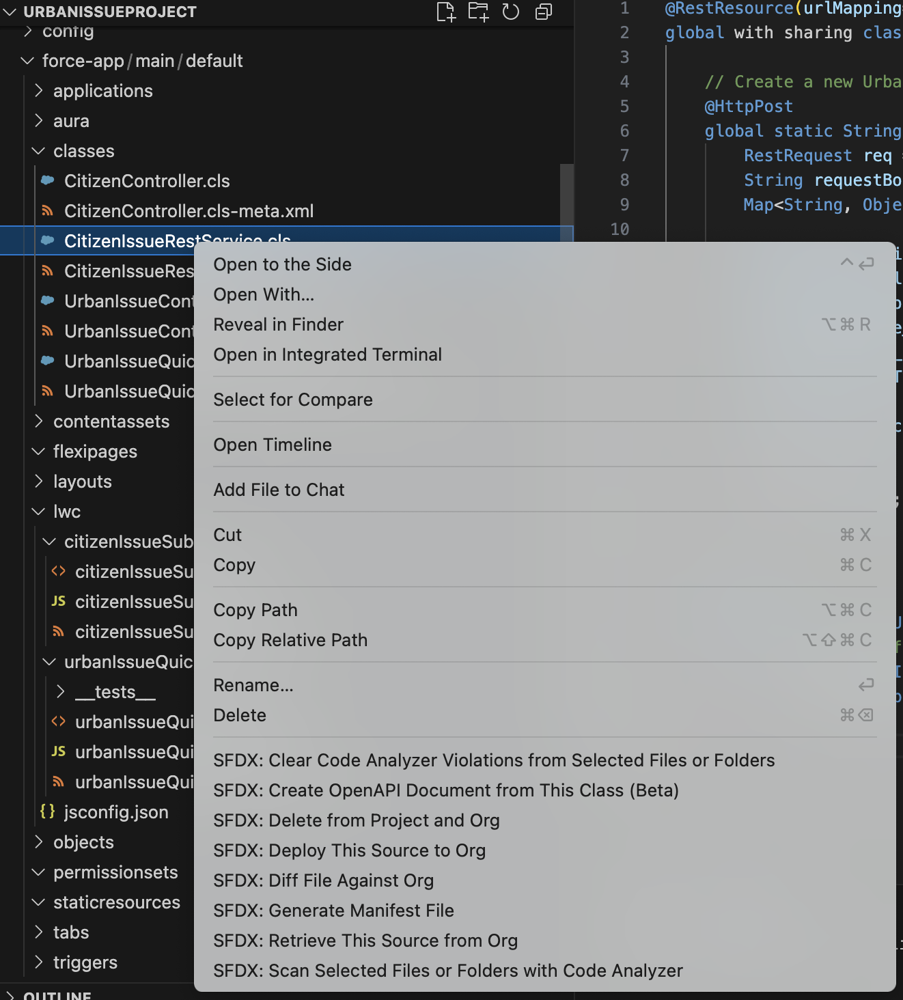 URBANISSUEPROJECT
config
force-app/main/default
applications
aura
classes
CitizenController.cls
CitizenController.cls-meta.xml
CitizenIssueRestService.cls
CitizenIssueRes
UrbanIssueCont
UrbanIssueCont
UrbanIssueQuic
UrbanIssueQuic
contentassets
flexipages
layouts
lwc
citizenIssueSub
citizenIssueSu
JS citizenIssueSu
citizenIssueSu
urbanIssueQuic
__tests__
urbanIssueQui
JS urbanIssueQui
urbanIssueQui
{} jsconfig.json
objects
permissionsets
staticresources
tabs
triggers
OUTLINE
1 @RestResource(urlMapping
2 global with sharing clas
3
4 // Create a new Urba
5 @HttpPost
6 global static String
7 RestRequest req
8 String requestBo
9 Map<String, Obje
10
Open to the Side ^⏎
Open With...
Reveal in Finder ⌥⌘R
Open in Integrated Terminal
Select for Compare
Open Timeline
Add File to Chat
Cut ⌘X
Copy ⌘C
Copy Path ⌥⌘C
Copy Relative Path ⌥⇧⌘C
Rename... ⏎
Delete ⌘⌫
SFDX: Clear Code Analyzer Violations from Selected Files or Folders
SFDX: Create OpenAPI Document from This Class (Beta)
SFDX: Delete from Project and Org
SFDX: Deploy This Source to Org
SFDX: Diff File Against Org
SFDX: Generate Manifest File
SFDX: Retrieve This Source from Org
SFDX: Scan Selected Files or Folders with Code Analyzer